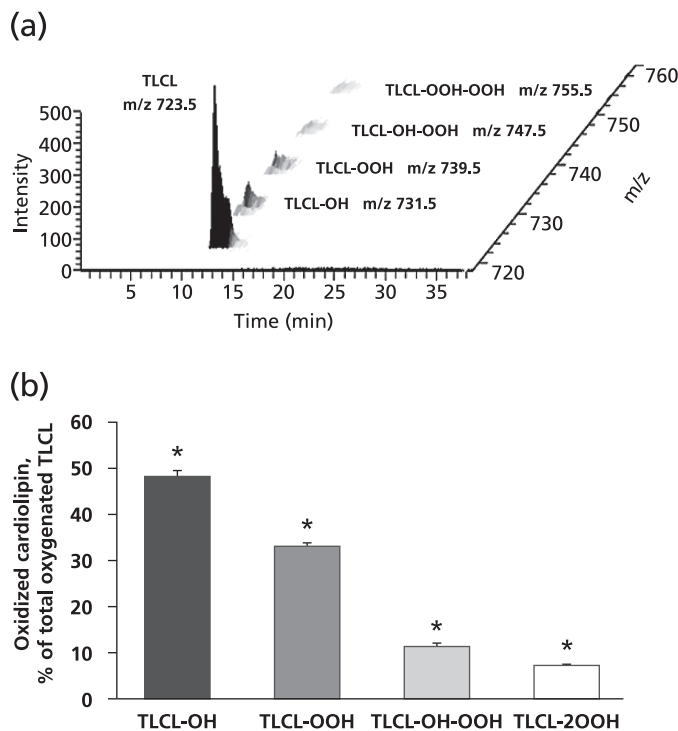 (a)
TLCL
m/z 723.5
TLCL-OOH-OOH m/z 755.5
TLCL-OH-OOH m/z 747.5
TLCL-OOH m/z 739.5
TLCL-OH m/z 731.5
Intensity
500
400
300
200
100
0
5 10 15 20 25 30 35
Time (min)
760
750
740
730
720
m/z
(b)
Oxidized cardiolipin,
% of total oxygenated TLCL
60
50
40
30
20
10
0
* * * *
TLCL-OH TLCL-OOH TLCL-OH-OOH TLCL-2OOH